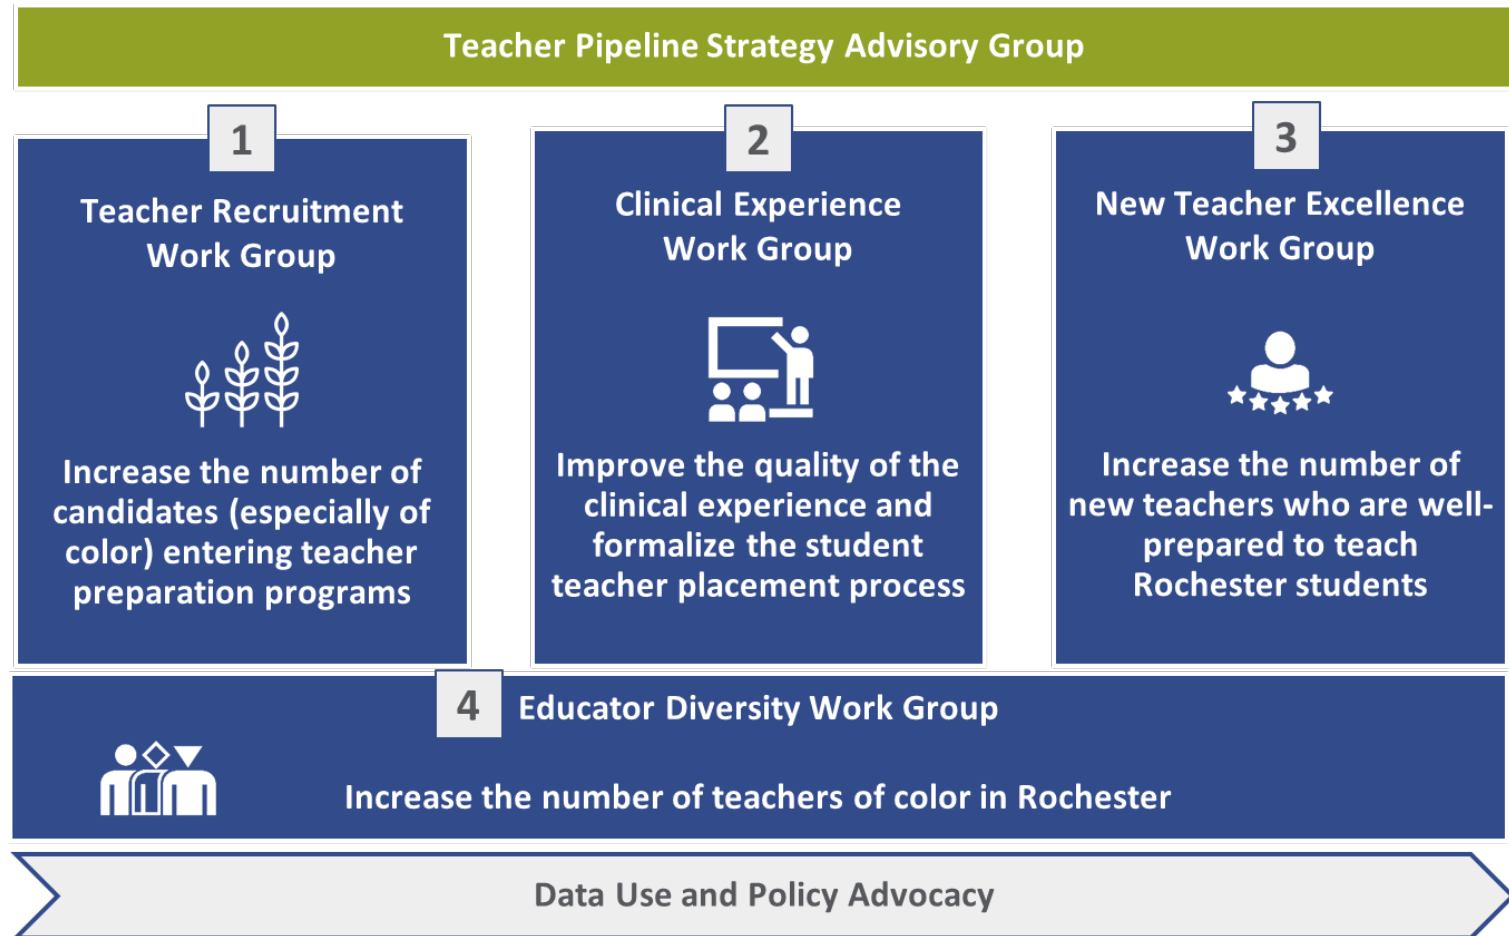 Teacher Pipeline Strategy Advisory Group
1
Teacher Recruitment
Work Group
Increase the number of
candidates (especially of
color) entering teacher
preparation programs
2
Clinical Experience
Work Group
Improve the quality of the
clinical experience and
formalize the student
teacher placement process
3
New Teacher Excellence
Work Group
Increase the number of
new teachers who are well-
prepared to teach
Rochester students
4 Educator Diversity Work Group
Increase the number of teachers of color in Rochester
Data Use and Policy Advocacy